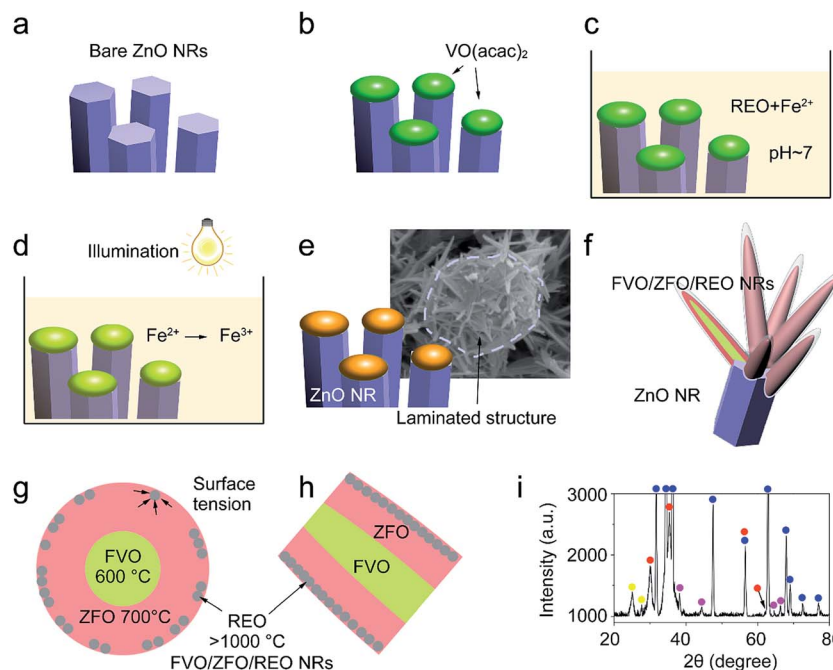 a
Bare ZnO NRs
b
VO(acac)₂
c
REO+Fe²⁺
pH~7
d
Illumination
Fe²⁺ → Fe³⁺
e
ZnO NR
Laminated structure
f
FVO/ZFO/REO NRs
ZnO NR
g
Surface
tension
FVO
600 °C
ZFO 700°C
h
ZFO
FVO
REO
>1000 °C
FVO/ZFO/REO NRs
i
Intensity (a.u.)
3000
2000
1000
20
40
60
80
2θ (degree)